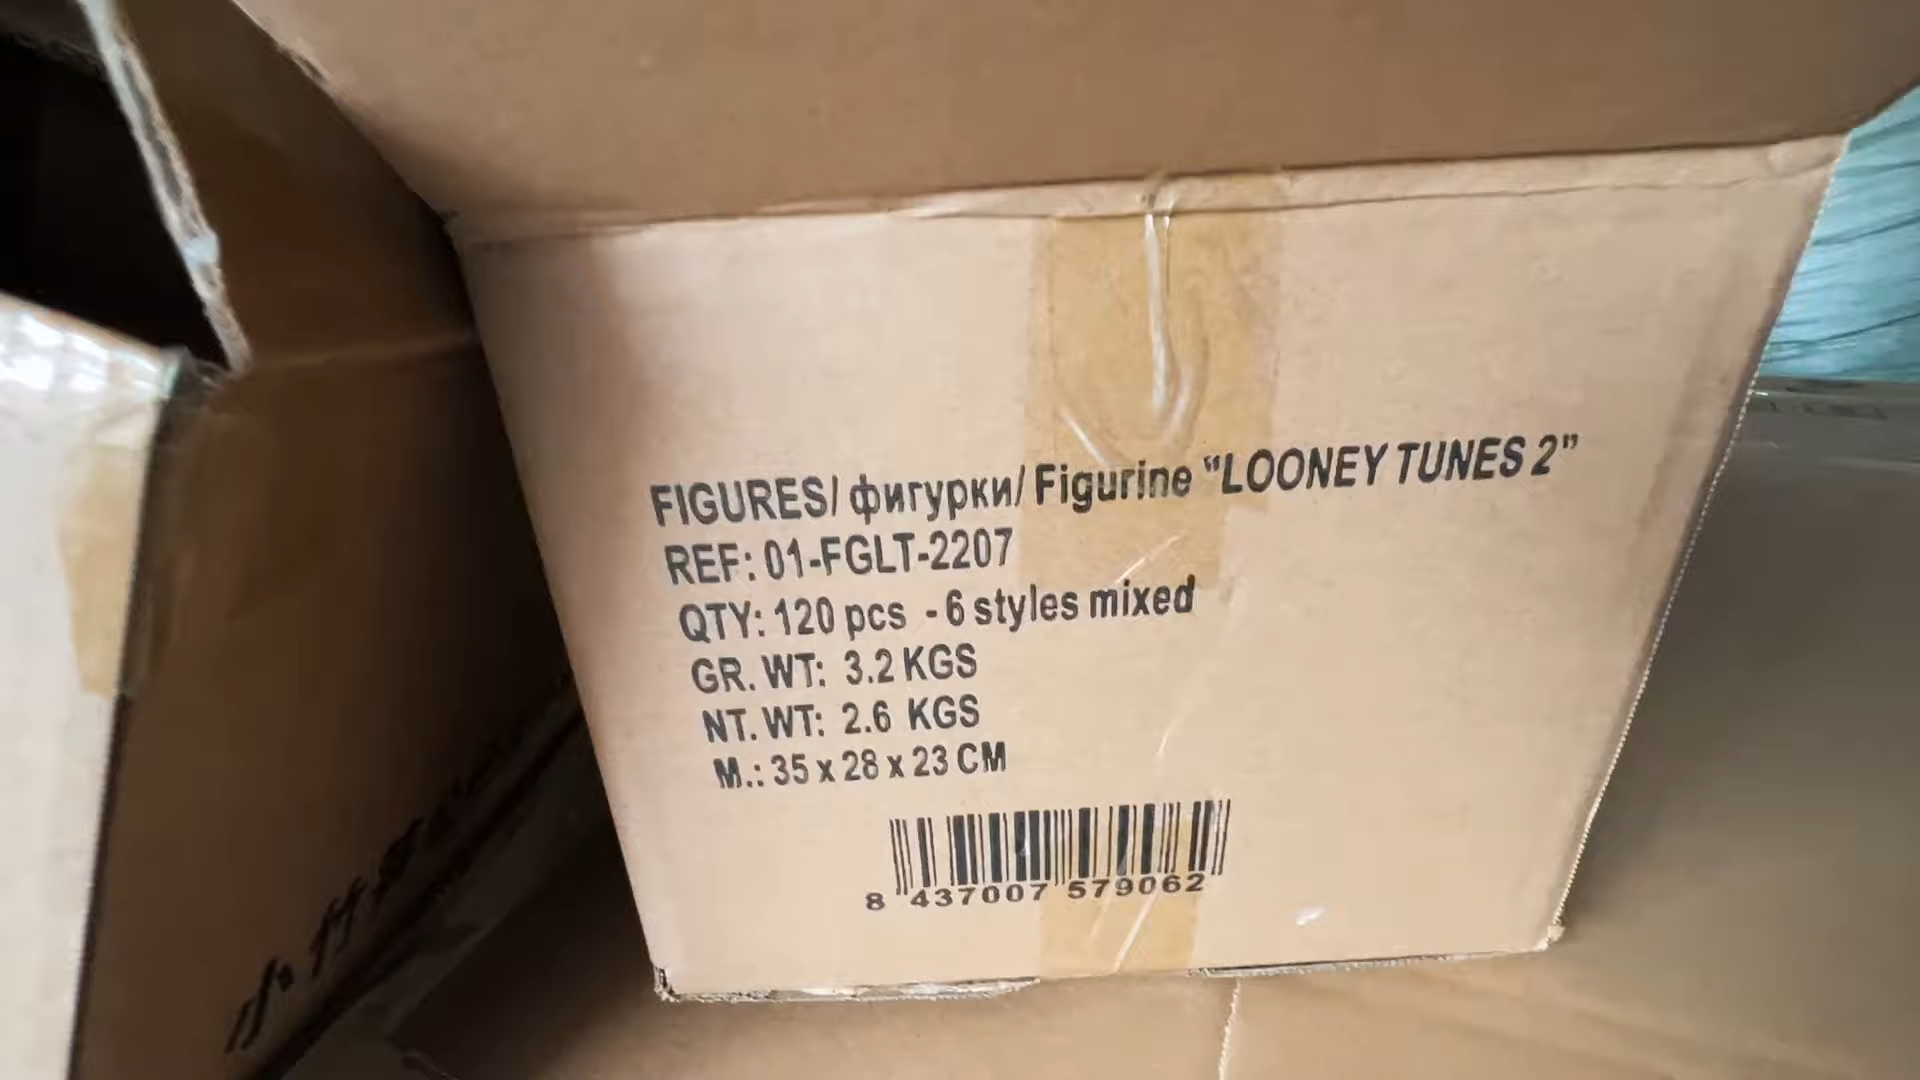 FIGURES/ фигурки/ Figurine “LOONEY TUNES 2”
REF: 01-FGLT-2207
QTY: 120 pcs - 6 styles mixed
GR. WT: 3.2 KGS
NT. WT: 2.6 KGS
M.: 35 x 28 x 23 CM
8 437007 579062